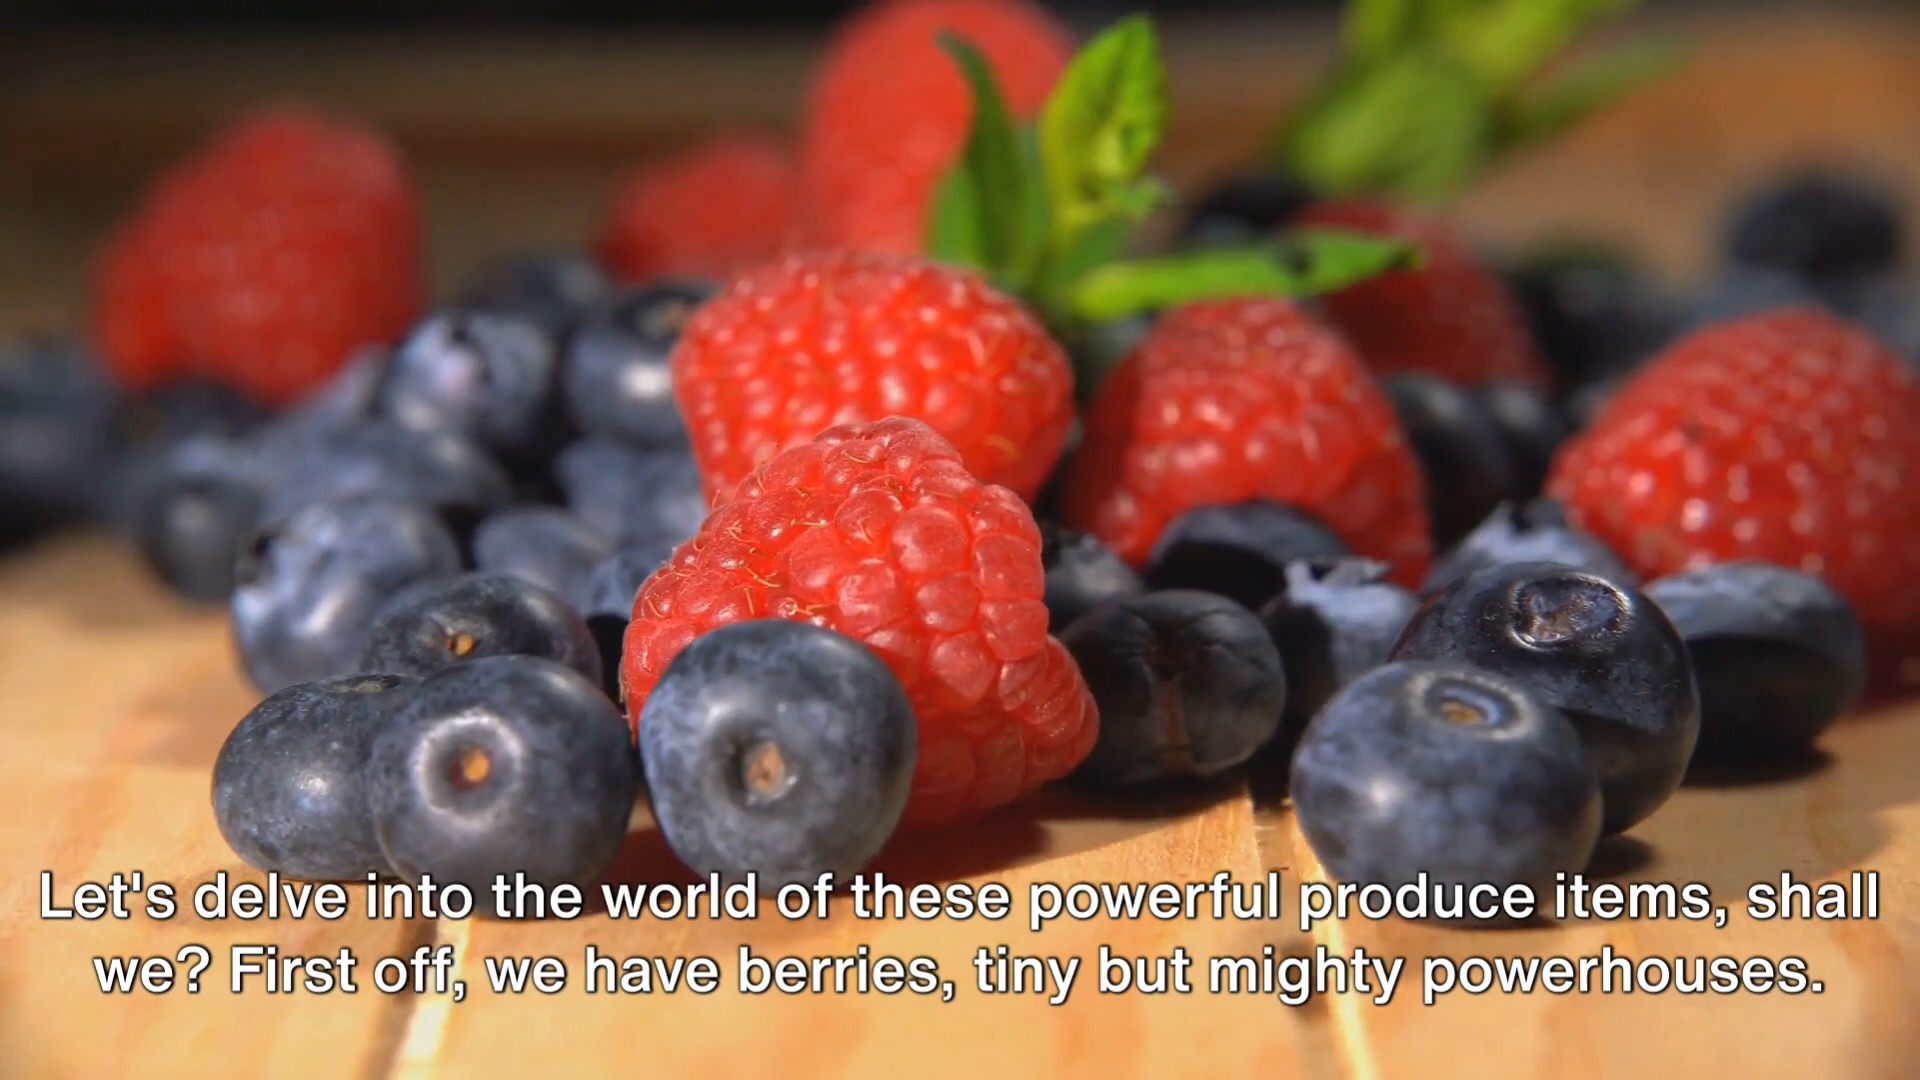 Let's delve into the world of these powerful produce items, shall
we? First off, we have berries, tiny but mighty powerhouses.